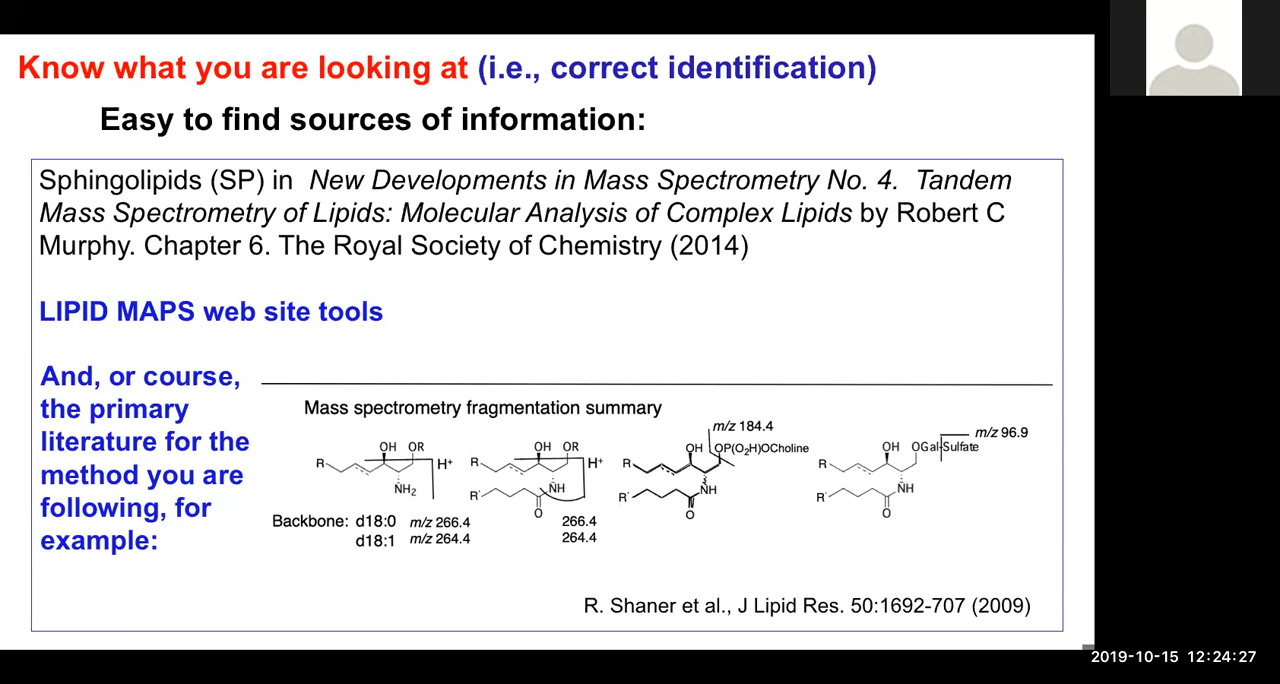 Know what you are looking at (i.e., correct identification)
Easy to find sources of information:
Sphingolipids (SP) in New Developments in Mass Spectrometry No. 4. Tandem
Mass Spectrometry of Lipids: Molecular Analysis of Complex Lipids by Robert C
Murphy. Chapter 6. The Royal Society of Chemistry (2014)
LIPID MAPS web site tools
And, or course,
the primary
literature for the
method you are
following, for
example:
Mass spectrometry fragmentation summary
m/z 184.4
m/z 96.9
OH OR
OH OR
OH OP(O₂H)OCholine
OH OGal-Sulfate
R
H⁺
R
H⁺
R
R
NH₂
R' NH
R' NH
R' NH
O
O
O
Backbone: d18:0 m/z 266.4
266.4
d18:1 m/z 264.4
264.4
R. Shaner et al., J Lipid Res. 50:1692-707 (2009)
2019-10-15 12:24:27